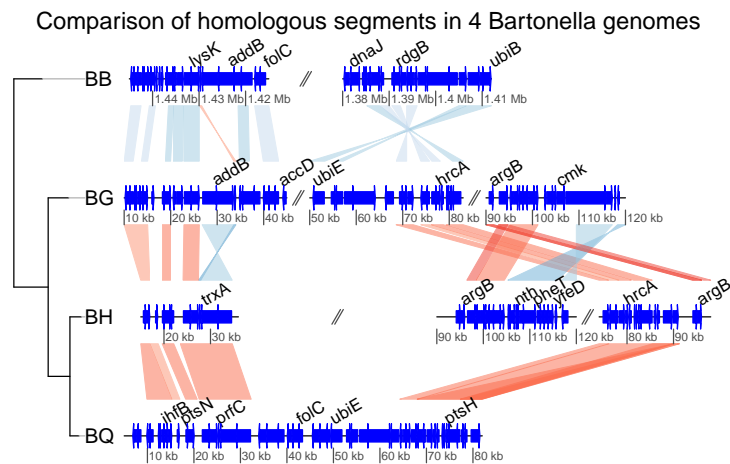 Comparison of homologous segments in 4 Bartonella genomes
lysK addB folC dnaJ rdgB ubiB
BB
1.44 Mb 1.43 Mb 1.42 Mb 1.38 Mb 1.39 Mb 1.4 Mb 1.41 Mb
addB accD ubiE hrcA argB cmk
BG
10 kb 20 kb 30 kb 40 kb 50 kb 60 kb 70 kb 80 kb 90 kb 100 kb 110 kb 120 kb
trxA argB nth pheT yfeD hrcA argB
BH
20 kb 30 kb 90 kb 100 kb 110 kb 120 kb 80 kb 90 kb
ihfB ptsN prfC folC ubiE ptsH
BQ
10 kb 20 kb 30 kb 40 kb 50 kb 60 kb 70 kb 80 kb